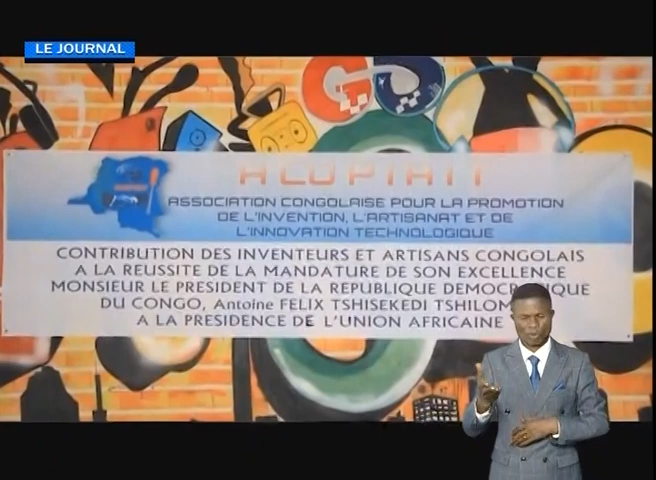 LE JOURNAL
ASSOCIATION CONGOLAISE POUR LA PROMOTION
DE L'INVENTION, L'ARTISANAT ET DE
L'INNOVATION TECHNOLOGIQUE
CONTRIBUTION DES INVENTEURS ET ARTISANS CONGOLAIS
A LA REUSSITE DE LA MANDATURE DE SON EXCELLENCE
MONSIEUR LE PRESIDENT DE LA REPUBLIQUE
DU CONGO, Antoine FELIX TSHISEKEDI
A LA PRESIDENCE DE L'UNION AFRICAINE